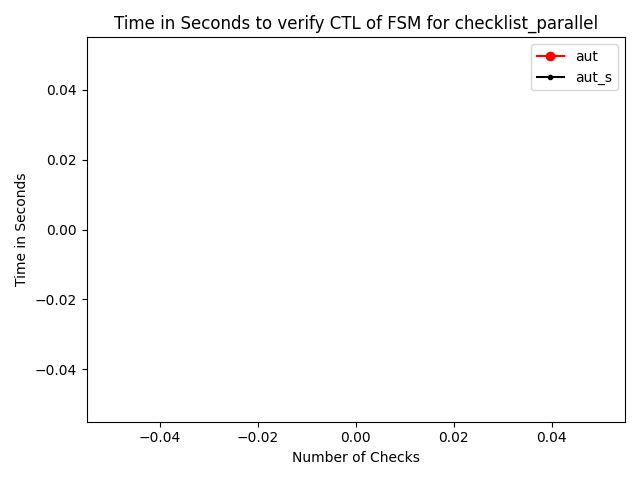 Time in Seconds to verify CTL of FSM for checklist_parallel
aut
aut_s
Time in Seconds
0.04
0.02
0.00
−0.02
−0.04
−0.04
−0.02
0.00
0.02
0.04
Number of Checks